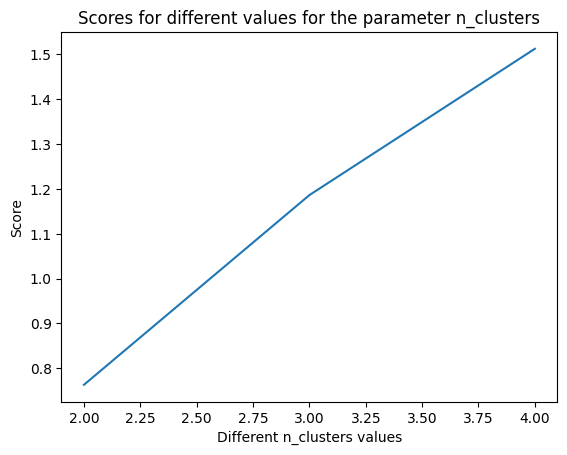 Scores for different values for the parameter n_clusters
1.5
1.4
1.3
1.2
1.1
1.0
0.9
0.8
Score
2.00 2.25 2.50 2.75 3.00 3.25 3.50 3.75 4.00
Different n_clusters values